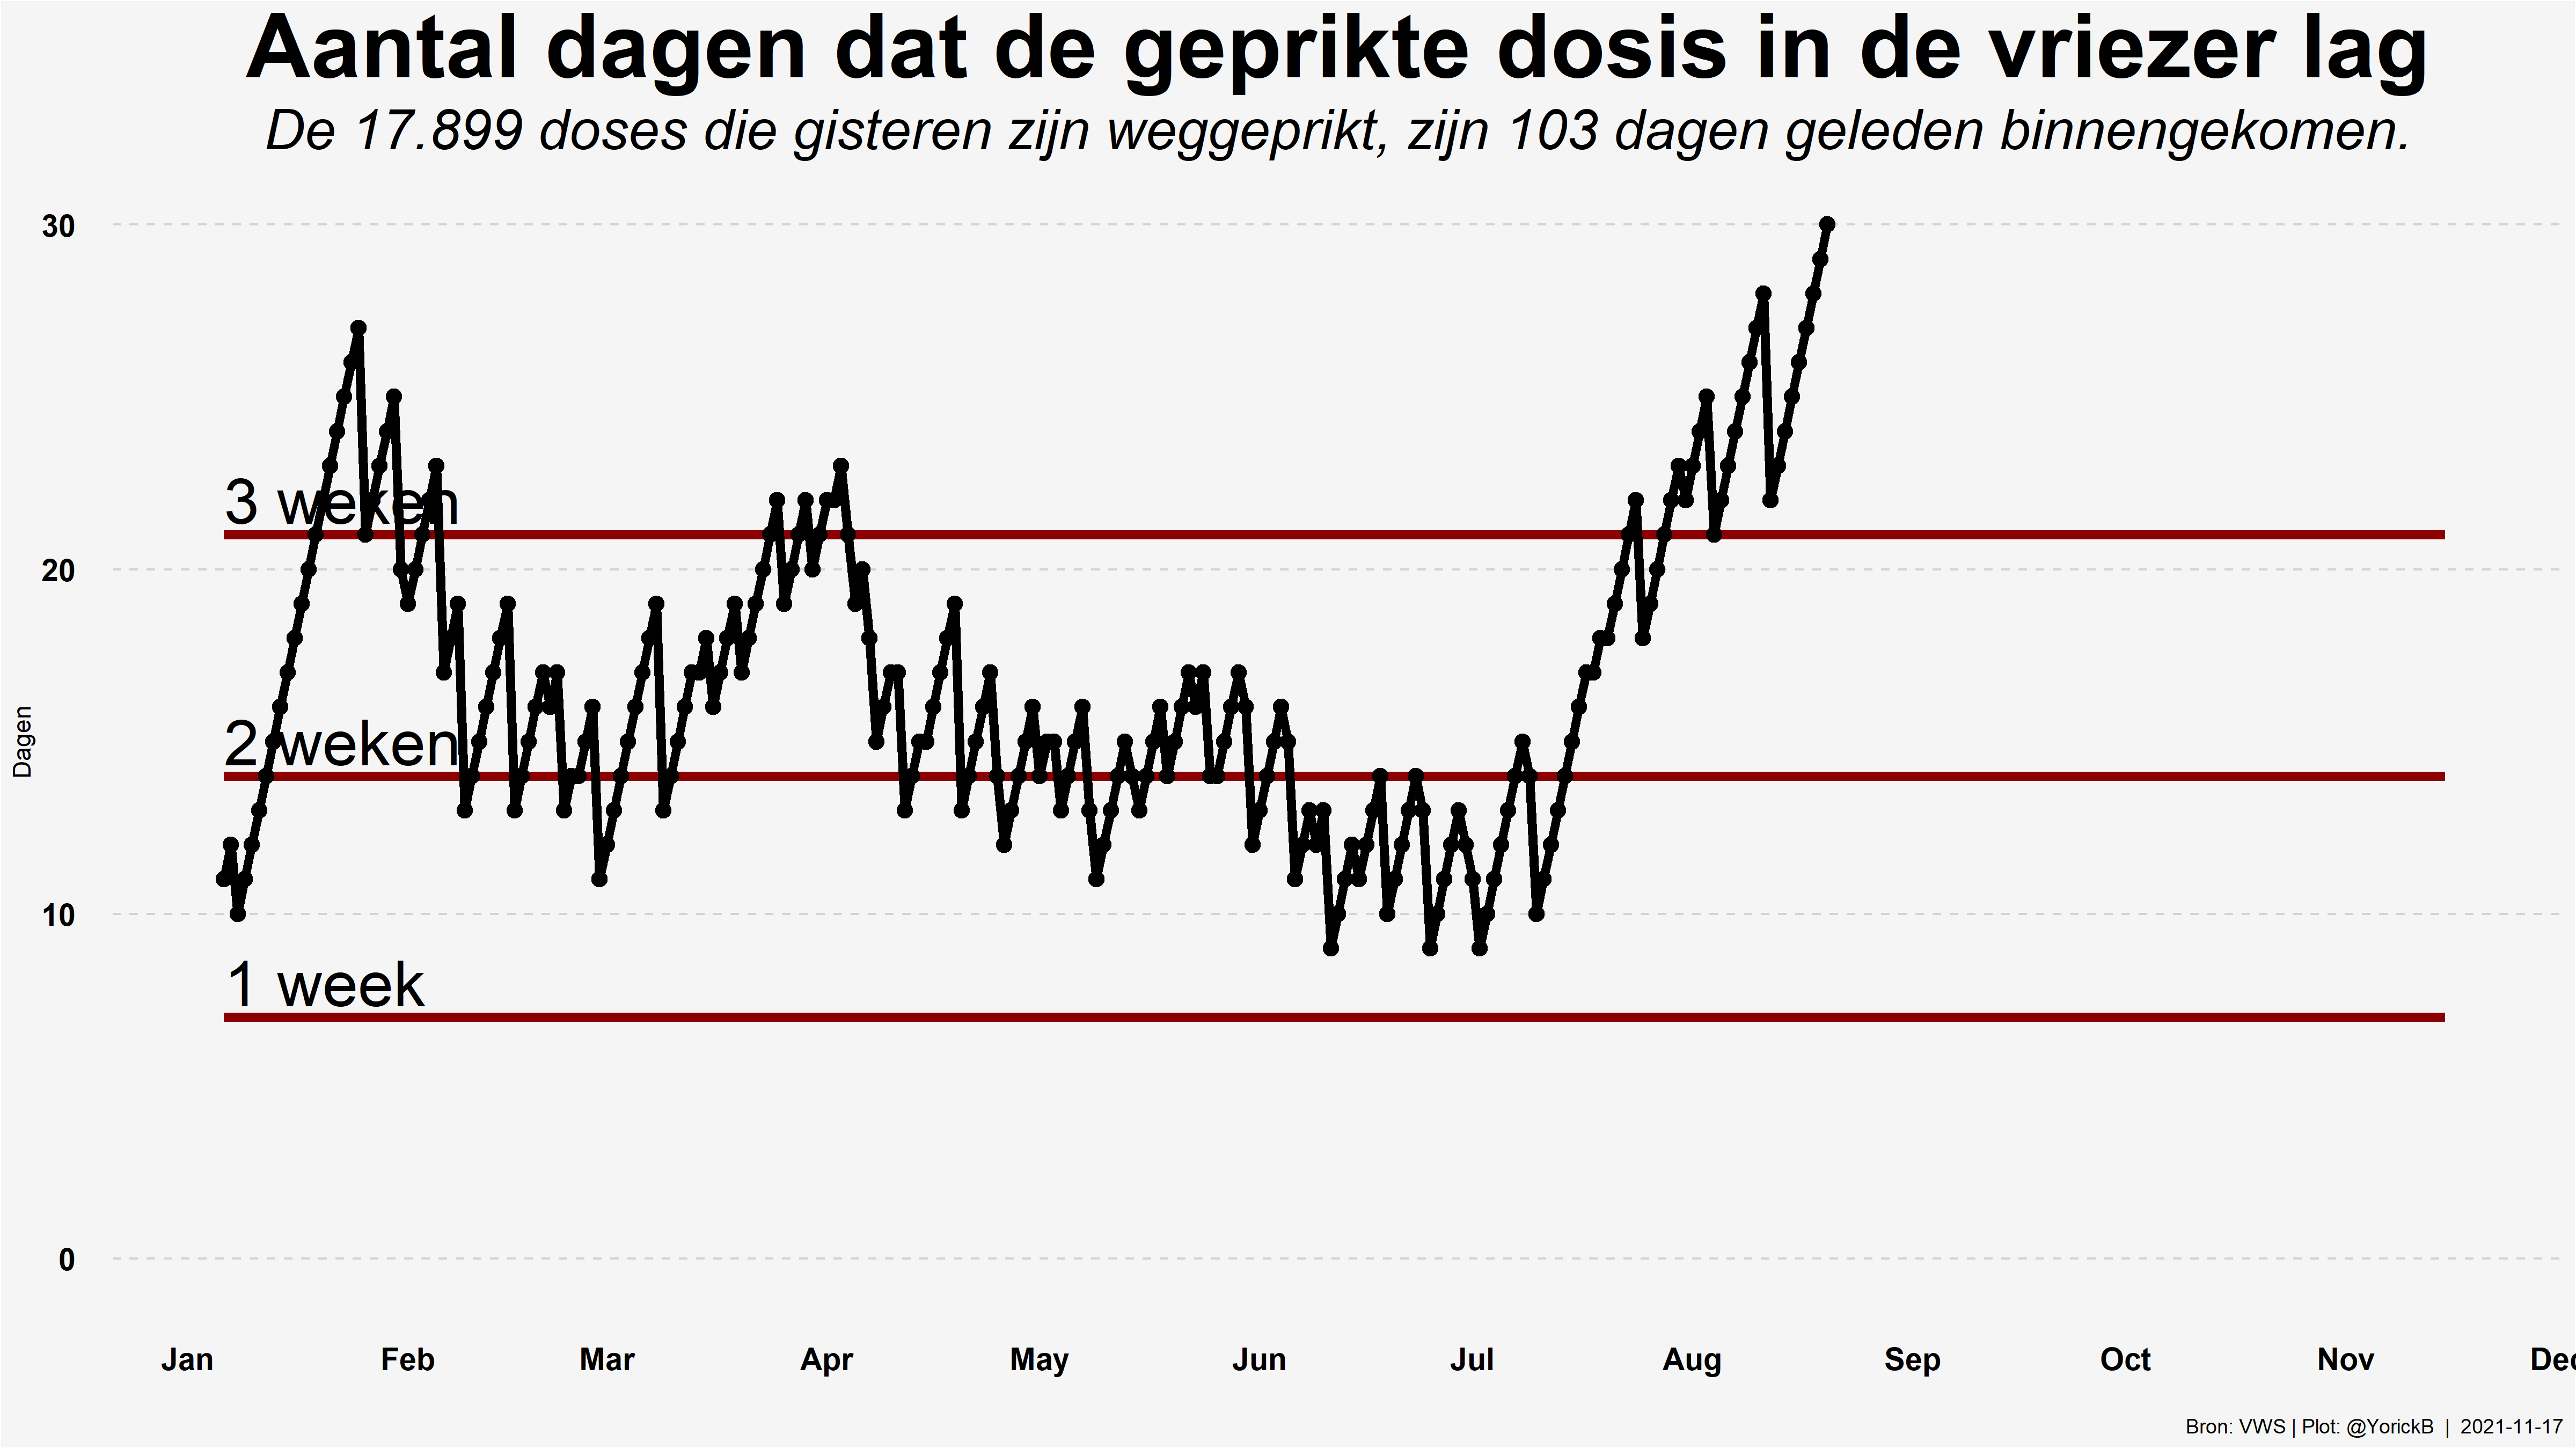 Aantal dagen dat de geprikte dosis in de vriezer lag
De 17.899 doses die gisteren zijn weggeprikt, zijn 103 dagen geleden binnengekomen.
30
3 weken
20
2 weken
Dagen
10
1 week
0
Jan Feb Mar Apr May Jun Jul Aug Sep Oct Nov Dec
Bron: VWS | Plot: @YorickB | 2021-11-17